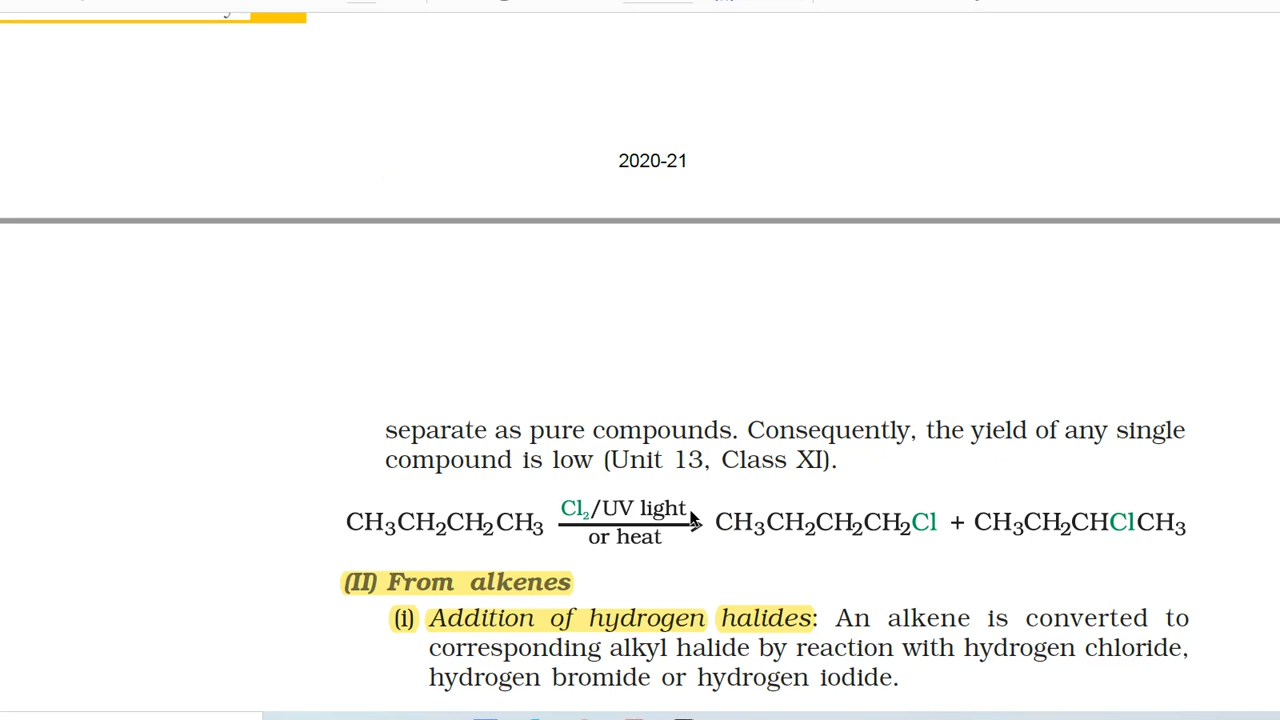 2020-21
separate as pure compounds. Consequently, the yield of any single
compound is low (Unit 13, Class XI).
CH₃CH₂CH₂CH₃ Cl₂/UV light or heat → CH₃CH₂CH₂CH₂Cl + CH₃CH₂CHClCH₃
(II) From alkenes
(i) Addition of hydrogen halides: An alkene is converted to
corresponding alkyl halide by reaction with hydrogen chloride,
hydrogen bromide or hydrogen iodide.